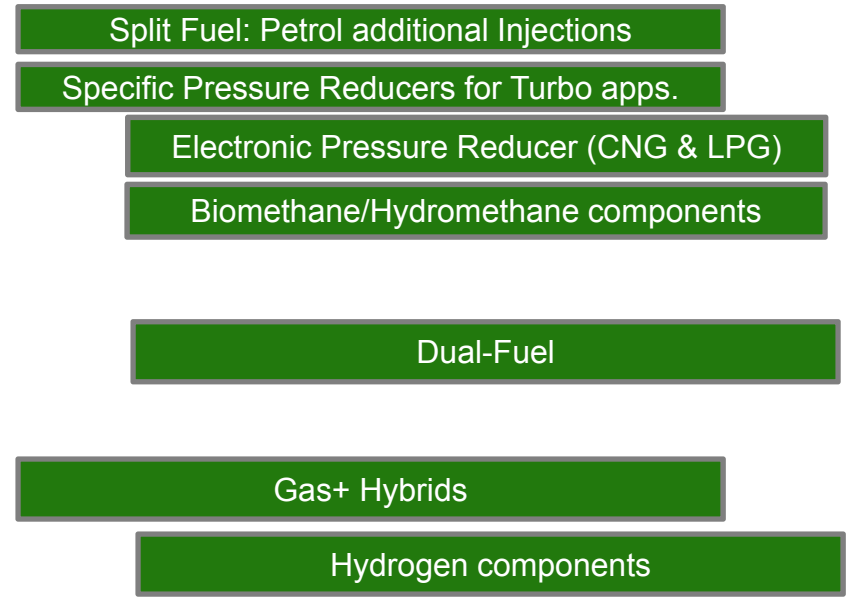 Split Fuel: Petrol additional Injections
Specific Pressure Reducers for Turbo apps.
Electronic Pressure Reducer (CNG & LPG)
Biomethane/Hydromethane components
Dual-Fuel
Gas+ Hybrids
Hydrogen components